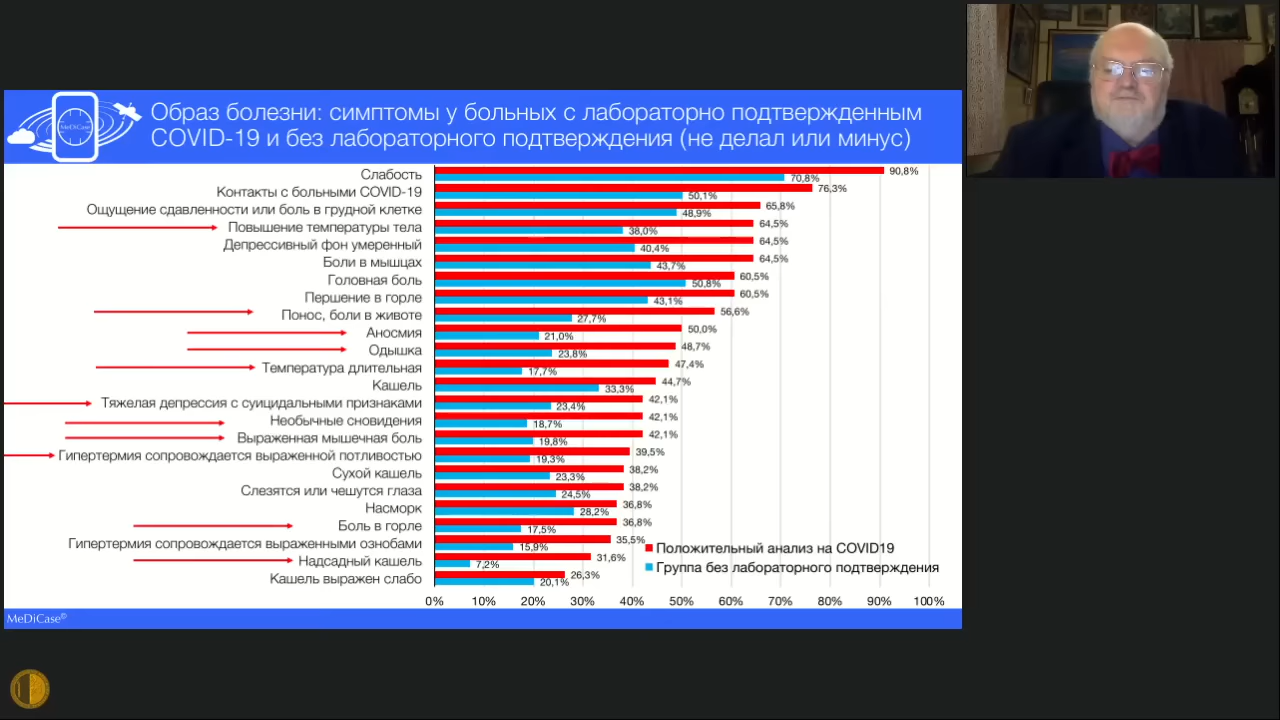 MeDiCase
Образ болезни: симптомы у больных с лабораторно подтвержденным
COVID-19 и без лабораторного подтверждения (не делал или минус)
Слабость 90,8% 70,8%
Контакты с больными COVID-19 76,3% 50,1%
Ощущение сдавленности или боль в грудной клетке 65,8% 48,9%
Повышение температуры тела 64,5% 38,0%
Депрессивный фон умеренный 64,5% 40,4%
Боли в мышцах 64,5% 43,7%
Головная боль 60,5% 50,8%
Першение в горле 60,5% 43,1%
Понос, боли в животе 56,6% 27,7%
Аносмия 50,0% 21,0%
Одышка 48,7% 23,8%
Температура длительная 47,4% 17,7%
Кашель 44,7% 33,3%
Тяжелая депрессия с суицидальными признаками 42,1% 23,4%
Необычные сновидения 42,1% 18,7%
Выраженная мышечная боль 42,1% 19,8%
Гипертермия сопровождается выраженной потливостью 39,5% 19,3%
Сухой кашель 38,2% 23,3%
Слезятся или чешутся глаза 38,2% 24,5%
Насморк 36,8% 28,2%
Боль в горле 36,8% 17,5%
Гипертермия сопровождается выраженными ознобами 35,5% 15,9%
Надсадный кашель 31,6% 7,2%
Кашель выражен слабо 26,3% 20,1%
Положительный анализ на COVID19
Группа без лабораторного подтверждения
0% 10% 20% 30% 40% 50% 60% 70% 80% 90% 100%
MeDiCase©